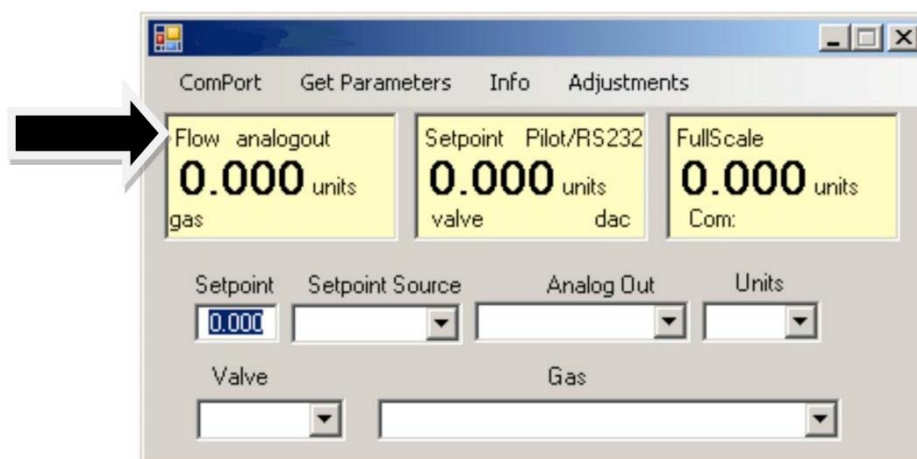 ComPort Get Parameters Info Adjustments
Flow analogout
0.000 units
gas
Setpoint Pilot/RS232
0.000 units
valve dac
FullScale
0.000 units
Com:
Setpoint Setpoint Source Analog Out Units
0.000
Valve Gas